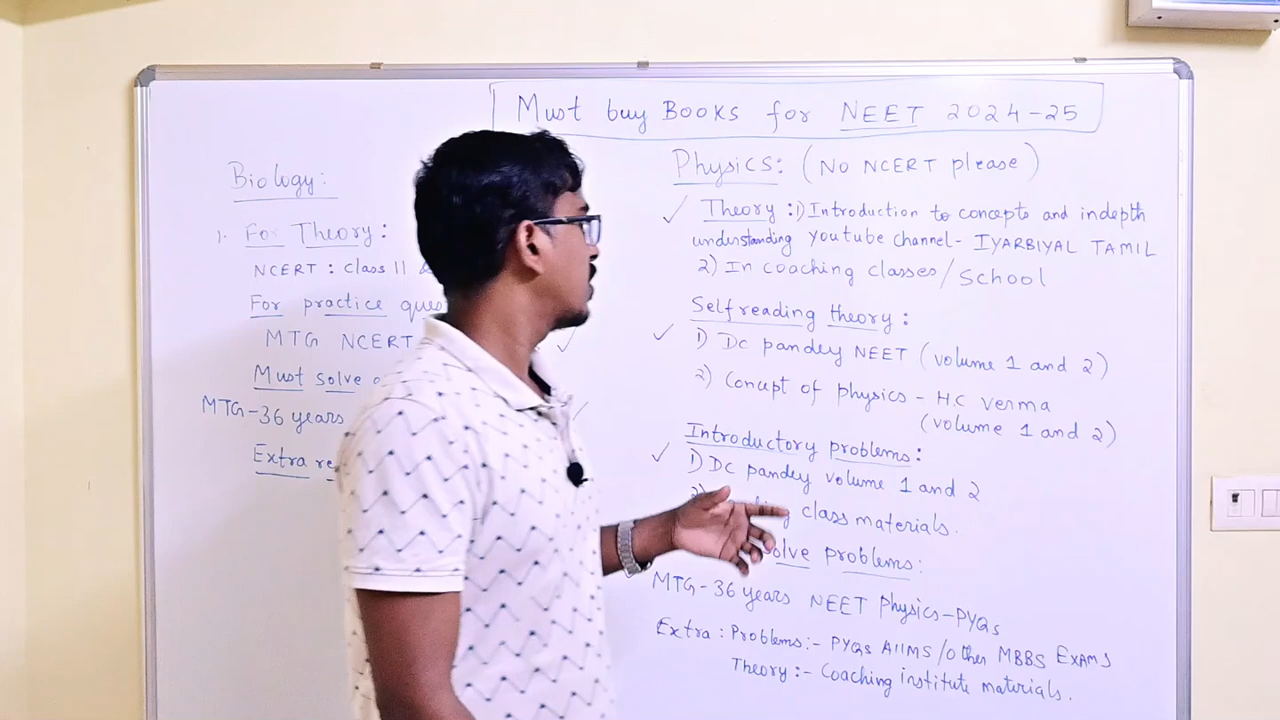 Must buy BOOKS for NEET 2024-25
Biology:
1. For Theory:
NCERT: Class 11 &
For practice
MTG NCERT
Must solve
MTG-36 years
Extra
Physics: (No NCERT please)
✓ Theory: 1) Introduction to concepts and indepth
understanding youtube channel- IYARBIYAL TAMIL
2) In coaching classes/School
Self reading theory:
✓ 1) Dc pandey NEET (volume 1 and 2)
2) Concept of physics - H.C Verma
(volume 1 and 2)
Introductory problems:
✓ 1) Dc pandey volume 1 and 2
class materials.
solve problems:
MTG-36 years NEET Physics-PYQs
Extra: Problems:- PYQs AIIMS/Other MBBS EXAMS
Theory:- Coaching institute materials.